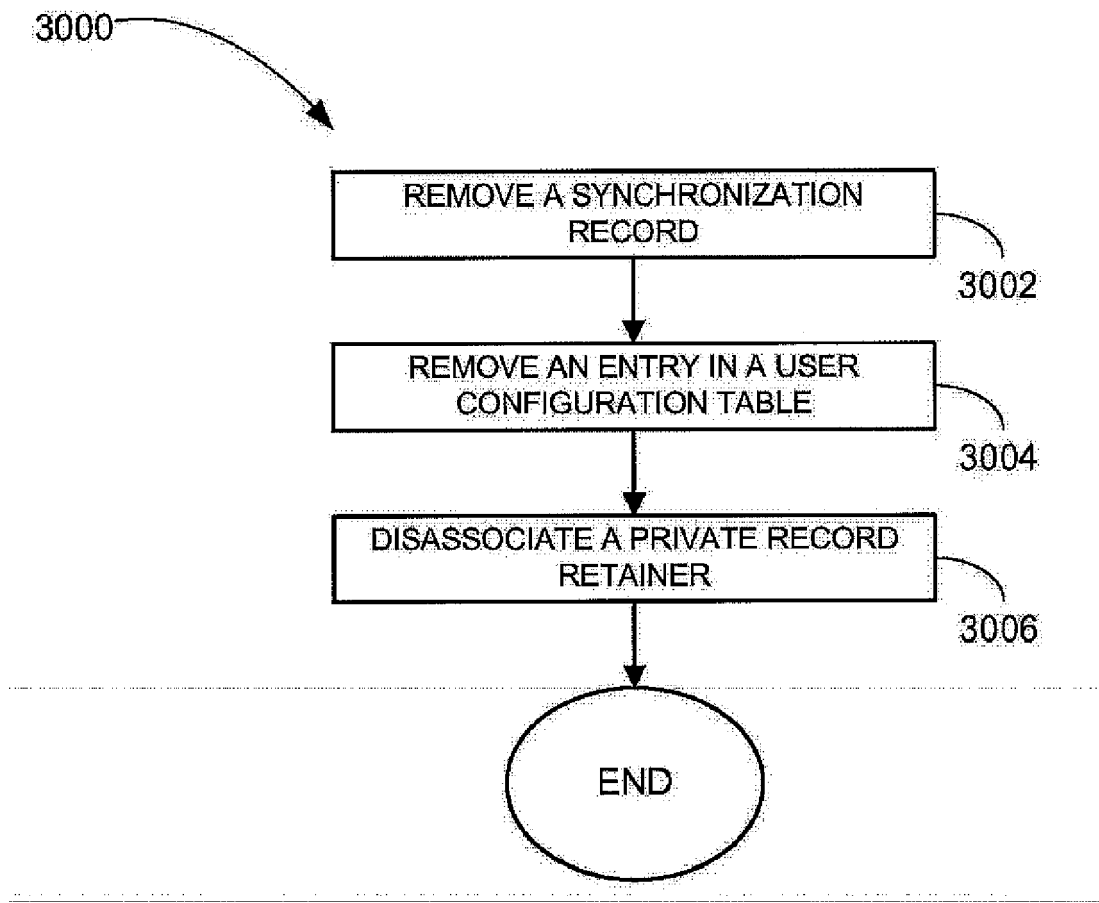 3000
REMOVE A SYNCHRONIZATION
RECORD
3002
REMOVE AN ENTRY IN A USER
CONFIGURATION TABLE
3004
DISASSOCIATE A PRIVATE RECORD
RETAINER
3006
END